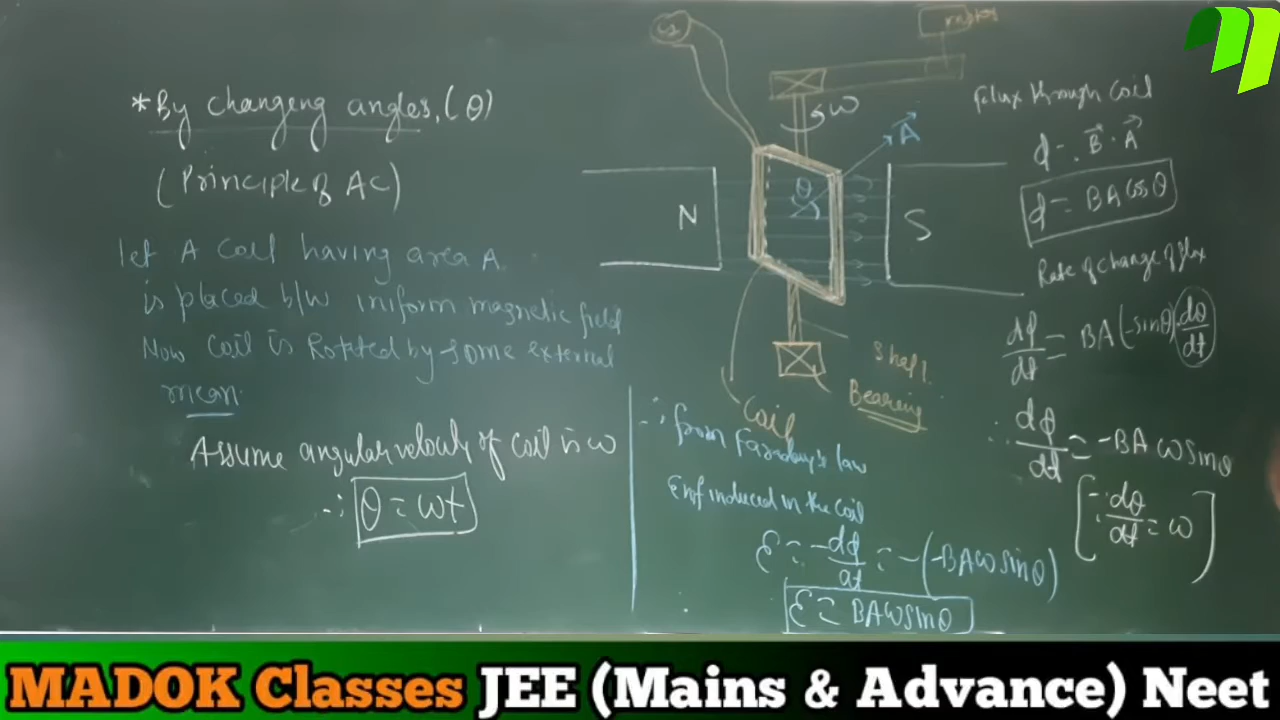 *By changeng angles, (θ)
(Principle of AC)
let A Coil having area A
is placed b/w iniform magnetic field
Now Coil is Rotated by some external
mean.
Assume angular velocity of coil is ω
∴ θ = ωt
ω
A⃗
θ
N
S
Shaft
Bearing
Coil
Flux through Coil
ϕ = B⃗ . A⃗
ϕ = BA cosθ
Rate of change of flux
dϕ/dt = BA(-sinθ) dθ/dt
∴ dϕ/dt = -BAω sinθ
[∵ dθ/dt = ω]
∴ from Faraday's law
Emf induced in the Coil
ℰ = -dϕ/dt = -(-BAω sinθ)
ℰ = BAω sinθ
MADOK Classes JEE (Mains & Advance) Neet